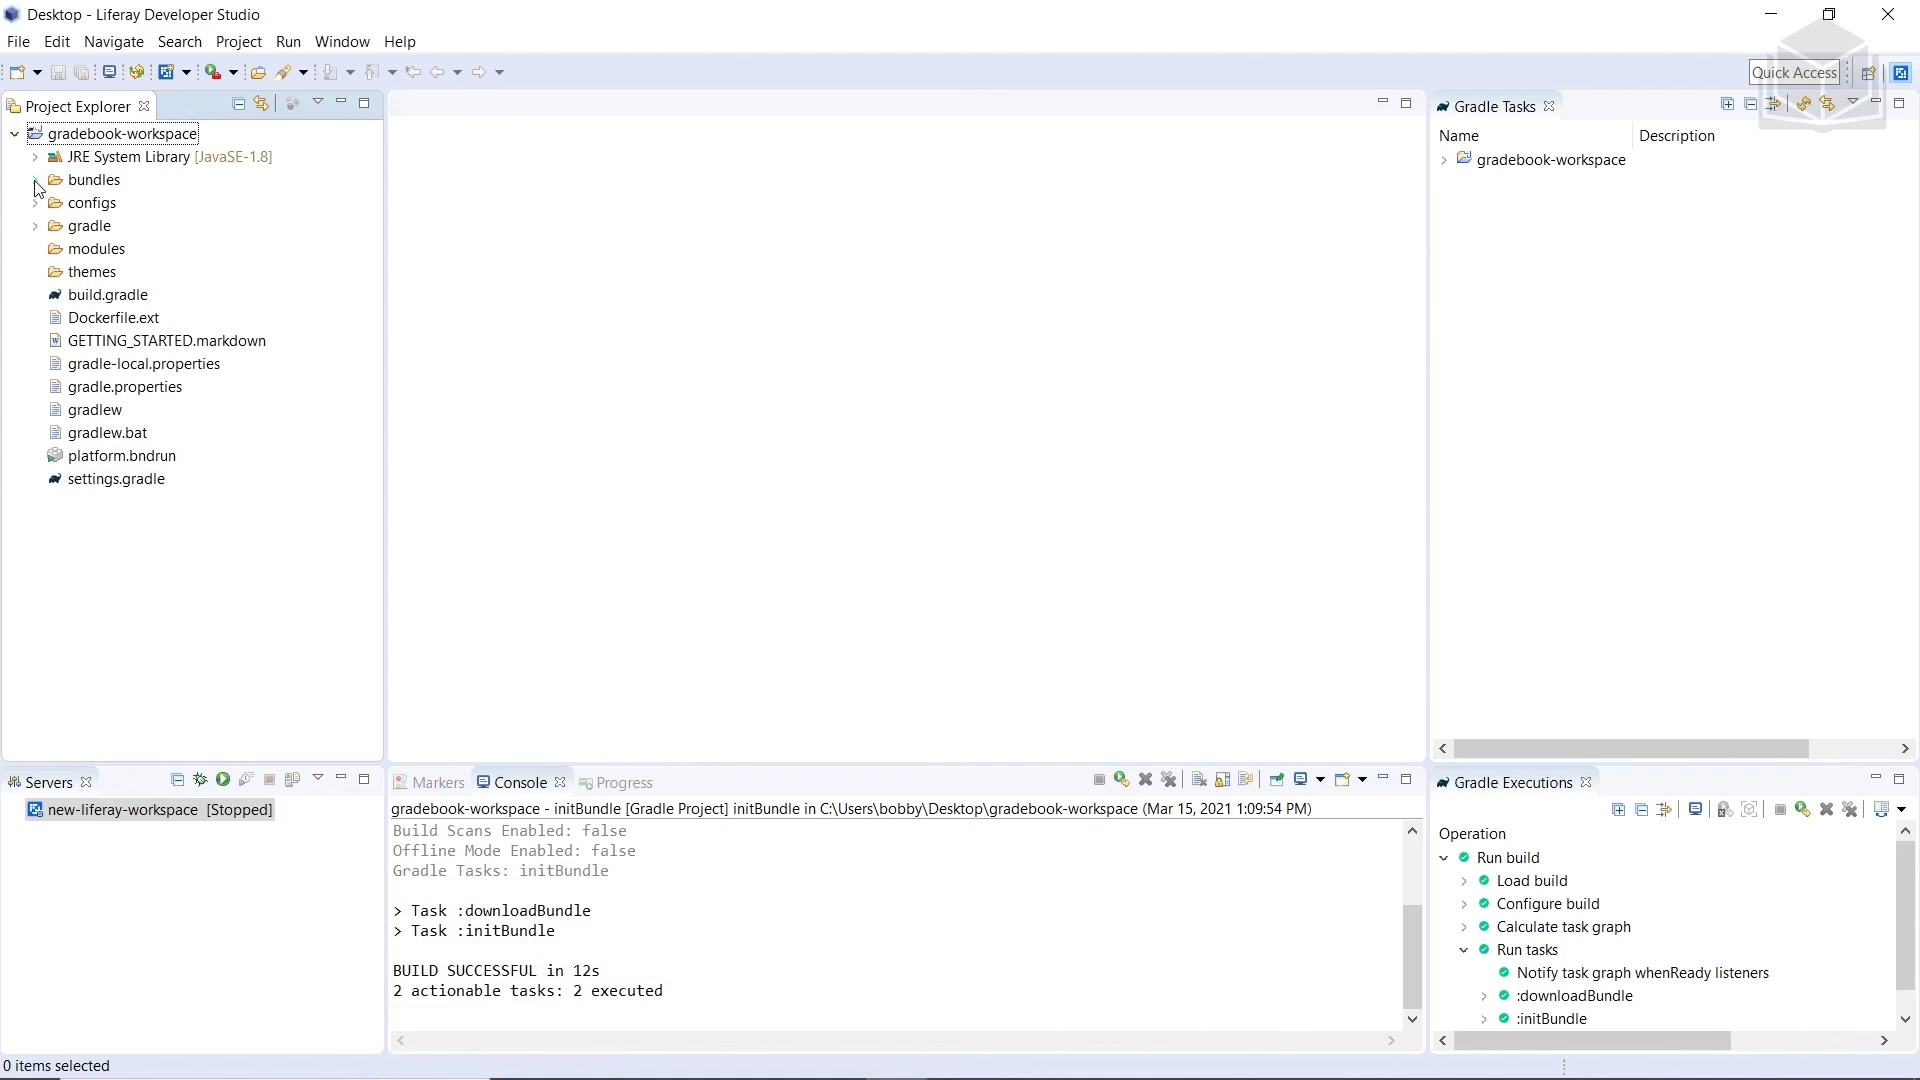 Desktop - Liferay Developer Studio
File Edit Navigate Search Project Run Window Help
Quick Access
Project Explorer
gradebook-workspace
JRE System Library [JavaSE-1.8]
bundles
configs
gradle
modules
themes
build.gradle
Dockerfile.ext
GETTING_STARTED.markdown
gradle-local.properties
gradle.properties
gradlew
gradlew.bat
platform.bndrun
settings.gradle
Gradle Tasks
Name Description
gradebook-workspace
Servers
new-liferay-workspace [Stopped]
Markers Console Progress
gradebook-workspace - initBundle [Gradle Project] initBundle in C:\Users\bobby\Desktop\gradebook-workspace (Mar 15, 2021 1:09:54 PM)
Build Scans Enabled: false
Offline Mode Enabled: false
Gradle Tasks: initBundle
> Task :downloadBundle
> Task :initBundle
BUILD SUCCESSFUL in 12s
2 actionable tasks: 2 executed
Gradle Executions
Operation
Run build
Load build
Configure build
Calculate task graph
Run tasks
Notify task graph whenReady listeners
:downloadBundle
:initBundle
0 items selected